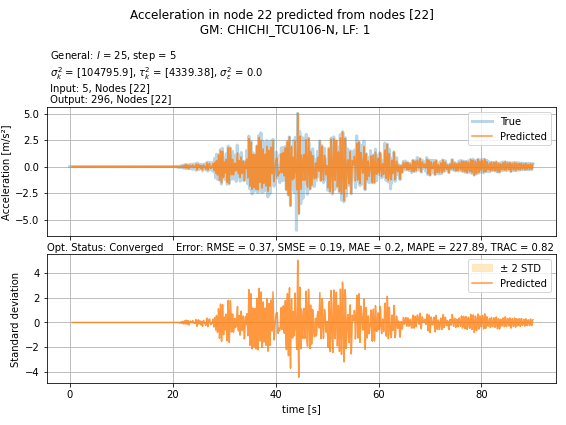 Acceleration in node 22 predicted from nodes [22]
GM: CHICHI_TCU106-N, LF: 1
General: l = 25, step = 5
σ²ₖ = [104795.9], τ²ₖ = [4339.38], σ²ε = 0.0
Input: 5, Nodes [22]
Output: 296, Nodes [22]
5.0
2.5
0.0
−2.5
−5.0
Acceleration [m/s²]
True
Predicted
Opt. Status: Converged Error: RMSE = 0.37, SMSE = 0.19, MAE = 0.2, MAPE = 227.89, TRAC = 0.82
4
2
0
−2
−4
Standard deviation
± 2 STD
Predicted
0 20 40 60 80
time [s]